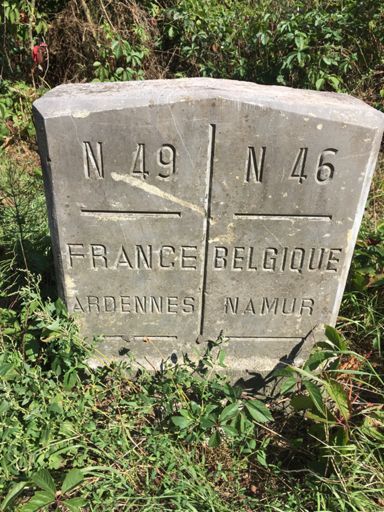 N 49
FRANCE
ARDENNES
N 46
BELGIQUE
NAMUR